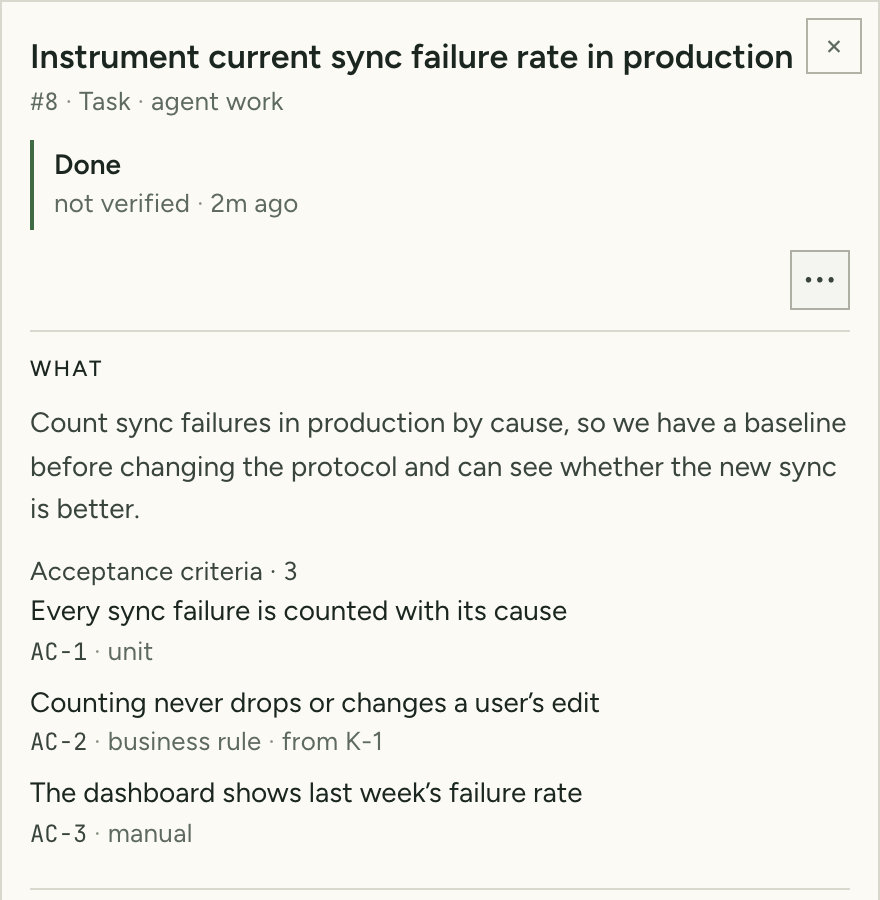 Instrument current sync failure rate in production
×
#8 · Task · agent work
Done
not verified · 2m ago
•••
WHAT
Count sync failures in production by cause, so we have a baseline
before changing the protocol and can see whether the new sync
is better.
Acceptance criteria · 3
Every sync failure is counted with its cause
AC-1 · unit
Counting never drops or changes a user’s edit
AC-2 · business rule · from K-1
The dashboard shows last week’s failure rate
AC-3 · manual